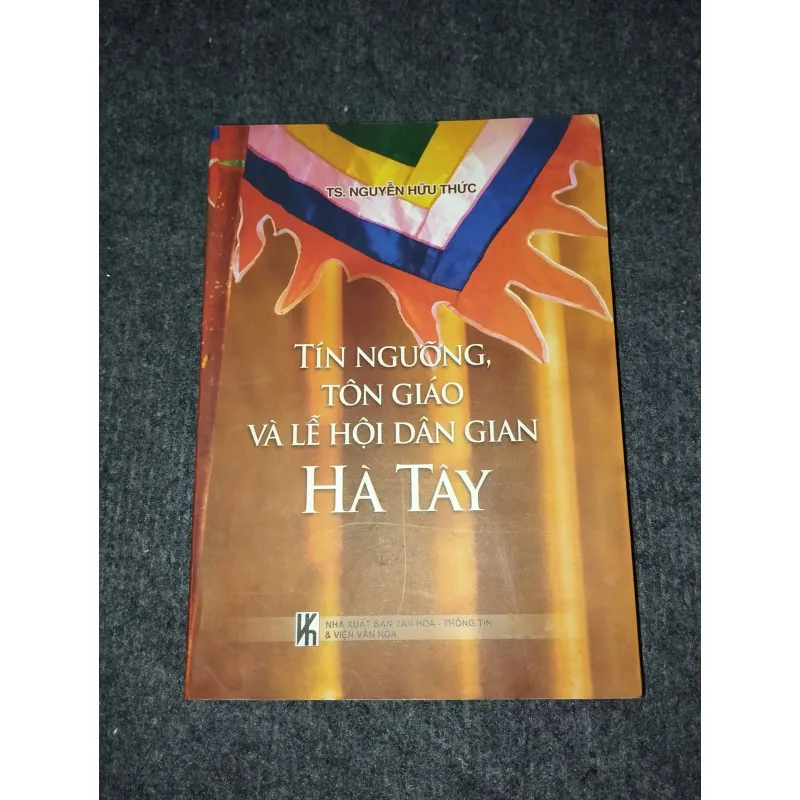 TS. NGUYỄN HỮU THỨC
TÍN NGƯỠNG,
TÔN GIÁO
VÀ LỄ HỘI DÂN GIAN
HÀ TÂY
NHÀ XUẤT BẢN VĂN HÓA - THÔNG TIN
& VIỆN VĂN HÓA